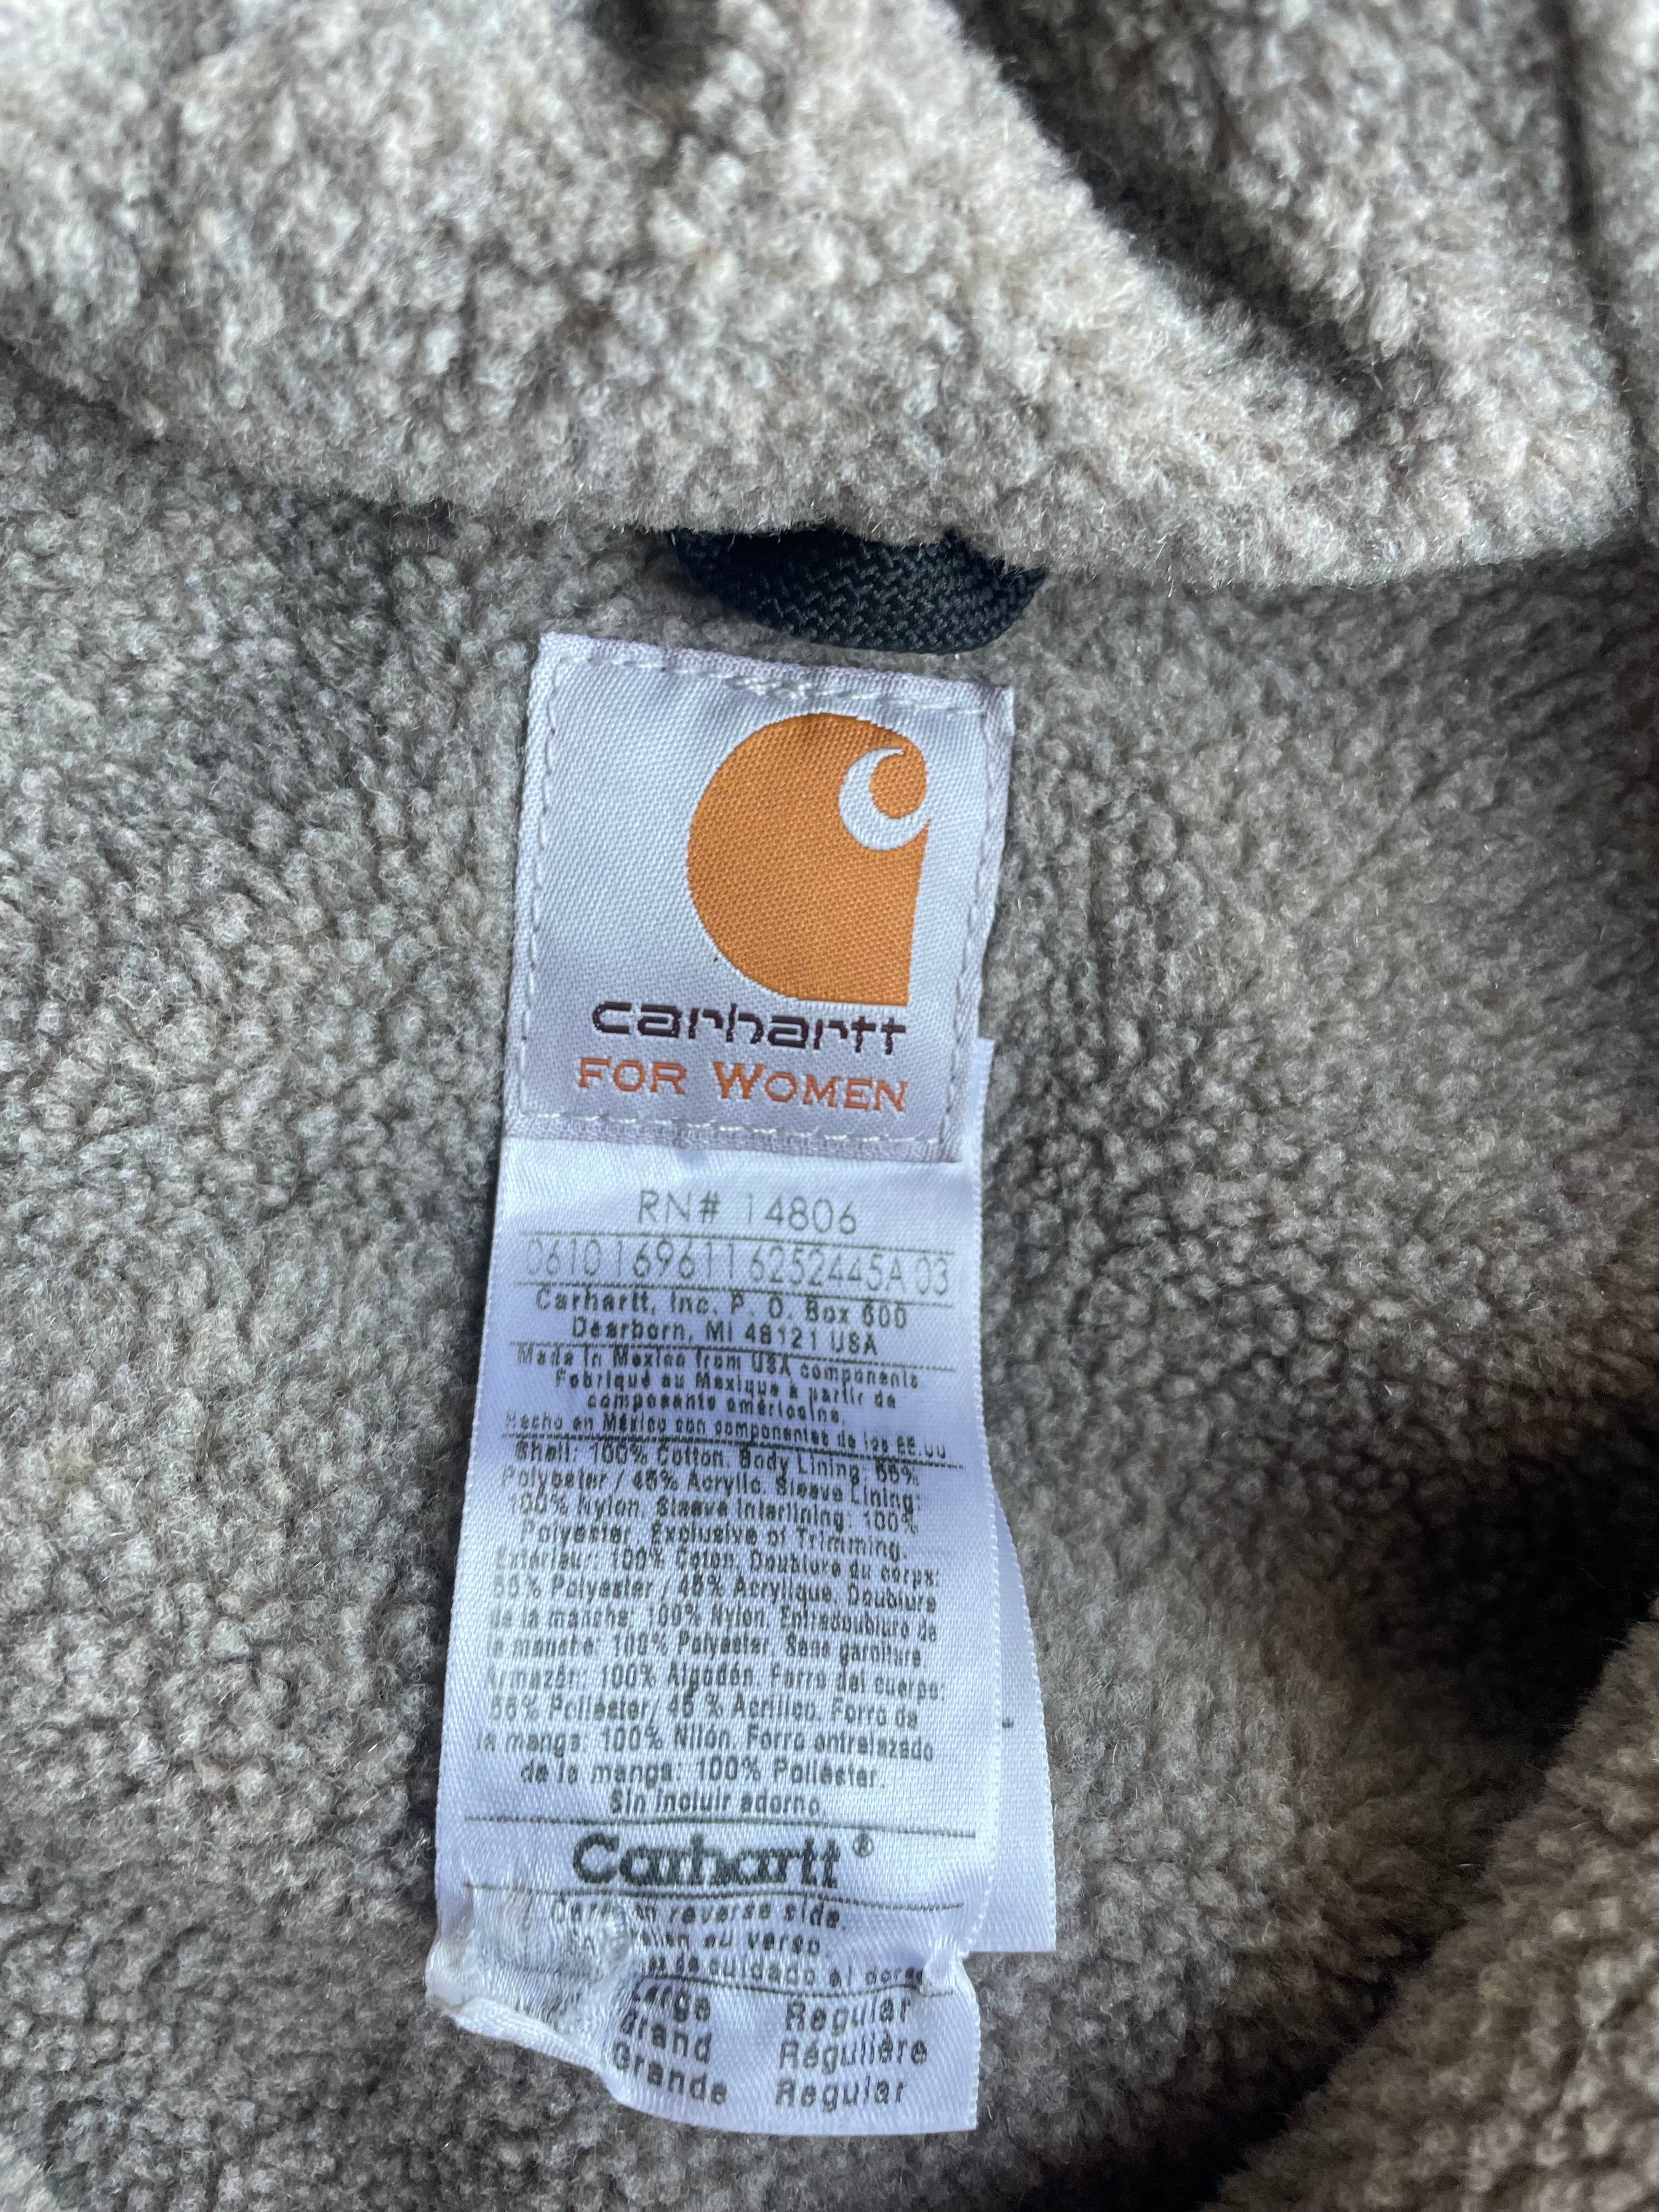 carhartt
FOR WOMEN
RN# 14806
0610 169611 6252445A 03
Carhartt, Inc. P. O. Box 600
Dearborn, MI 48121 USA
Made in Mexico from USA components
Fabriqué au Mexique à partir de
composants américains.
Hecho en México con componentes de los EE.UU
Shell: 100% Cotton. Body Lining: 55%
Polyester / 45% Acrylic. Sleeve Lining:
100% Nylon. Sleeve Interlining: 100%
Polyester. Exclusive of Trimming.
Extérieur: 100% Coton. Doublure du corps:
55% Polyester / 45% Acrylique. Doublure
de la manche: 100% Nylon. Entredoublure de
la manche: 100% Polyester. Sans garniture.
Armazón: 100% Algodón. Forro del cuerpo:
55% Poliéster/ 45 % Acrílico. Forro de
la manga: 100% Nilón. Forro entrelazado
de la manga: 100% Poliéster.
Sin incluir adorno.
Carhartt®
Care on reverse side.
au verso.
de cuidado al
Large Regular
Grand Régulière
Grande Regular